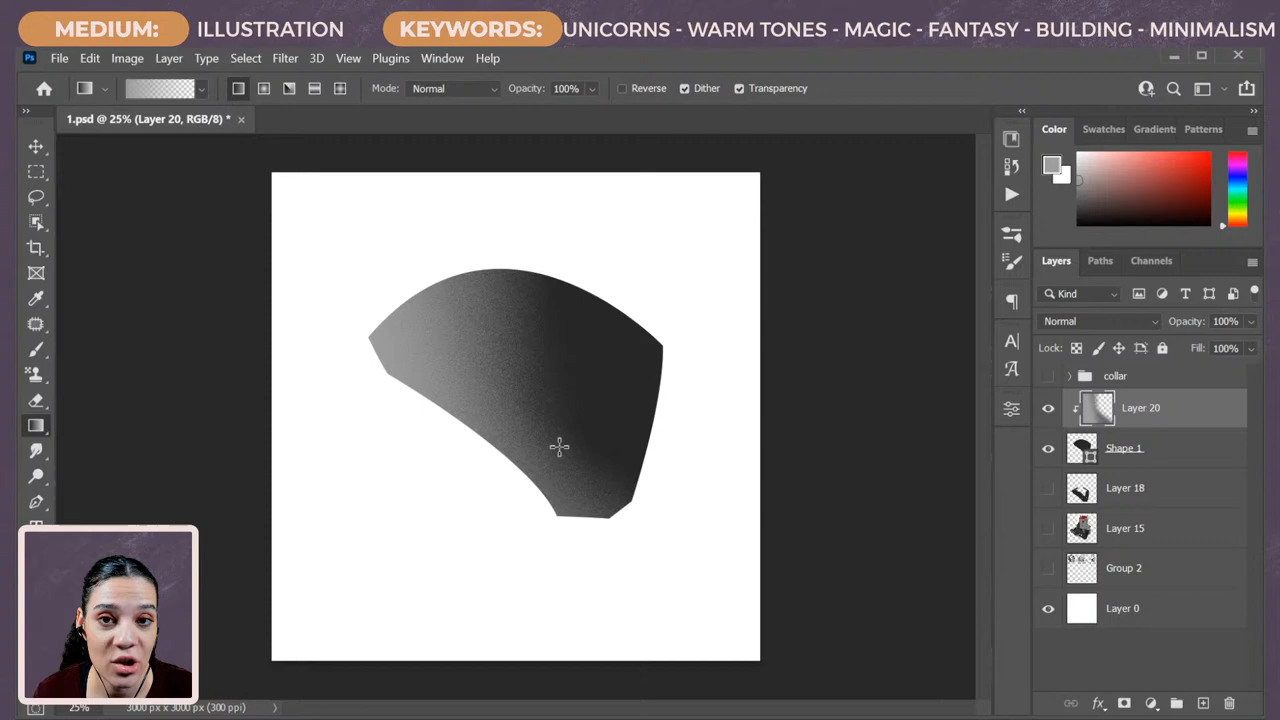 MEDIUM: ILLUSTRATION KEYWORDS: UNICORNS - WARM TONES - MAGIC - FANTASY - BUILDING - MINIMALISM
Ps File Edit Image Layer Type Select Filter 3D View Plugins Window Help
Mode: Normal Opacity: 100% Reverse Dither Transparency
1.psd @ 25% (Layer 20, RGB/8) *
Color Swatches Gradient Patterns
Layers Paths Channels
Kind
Normal Opacity: 100%
Lock: Fill: 100%
collar
Layer 20
Shape 1
Layer 18
Layer 15
Group 2
Layer 0
25% 3000 px x 3000 px (300 ppi)